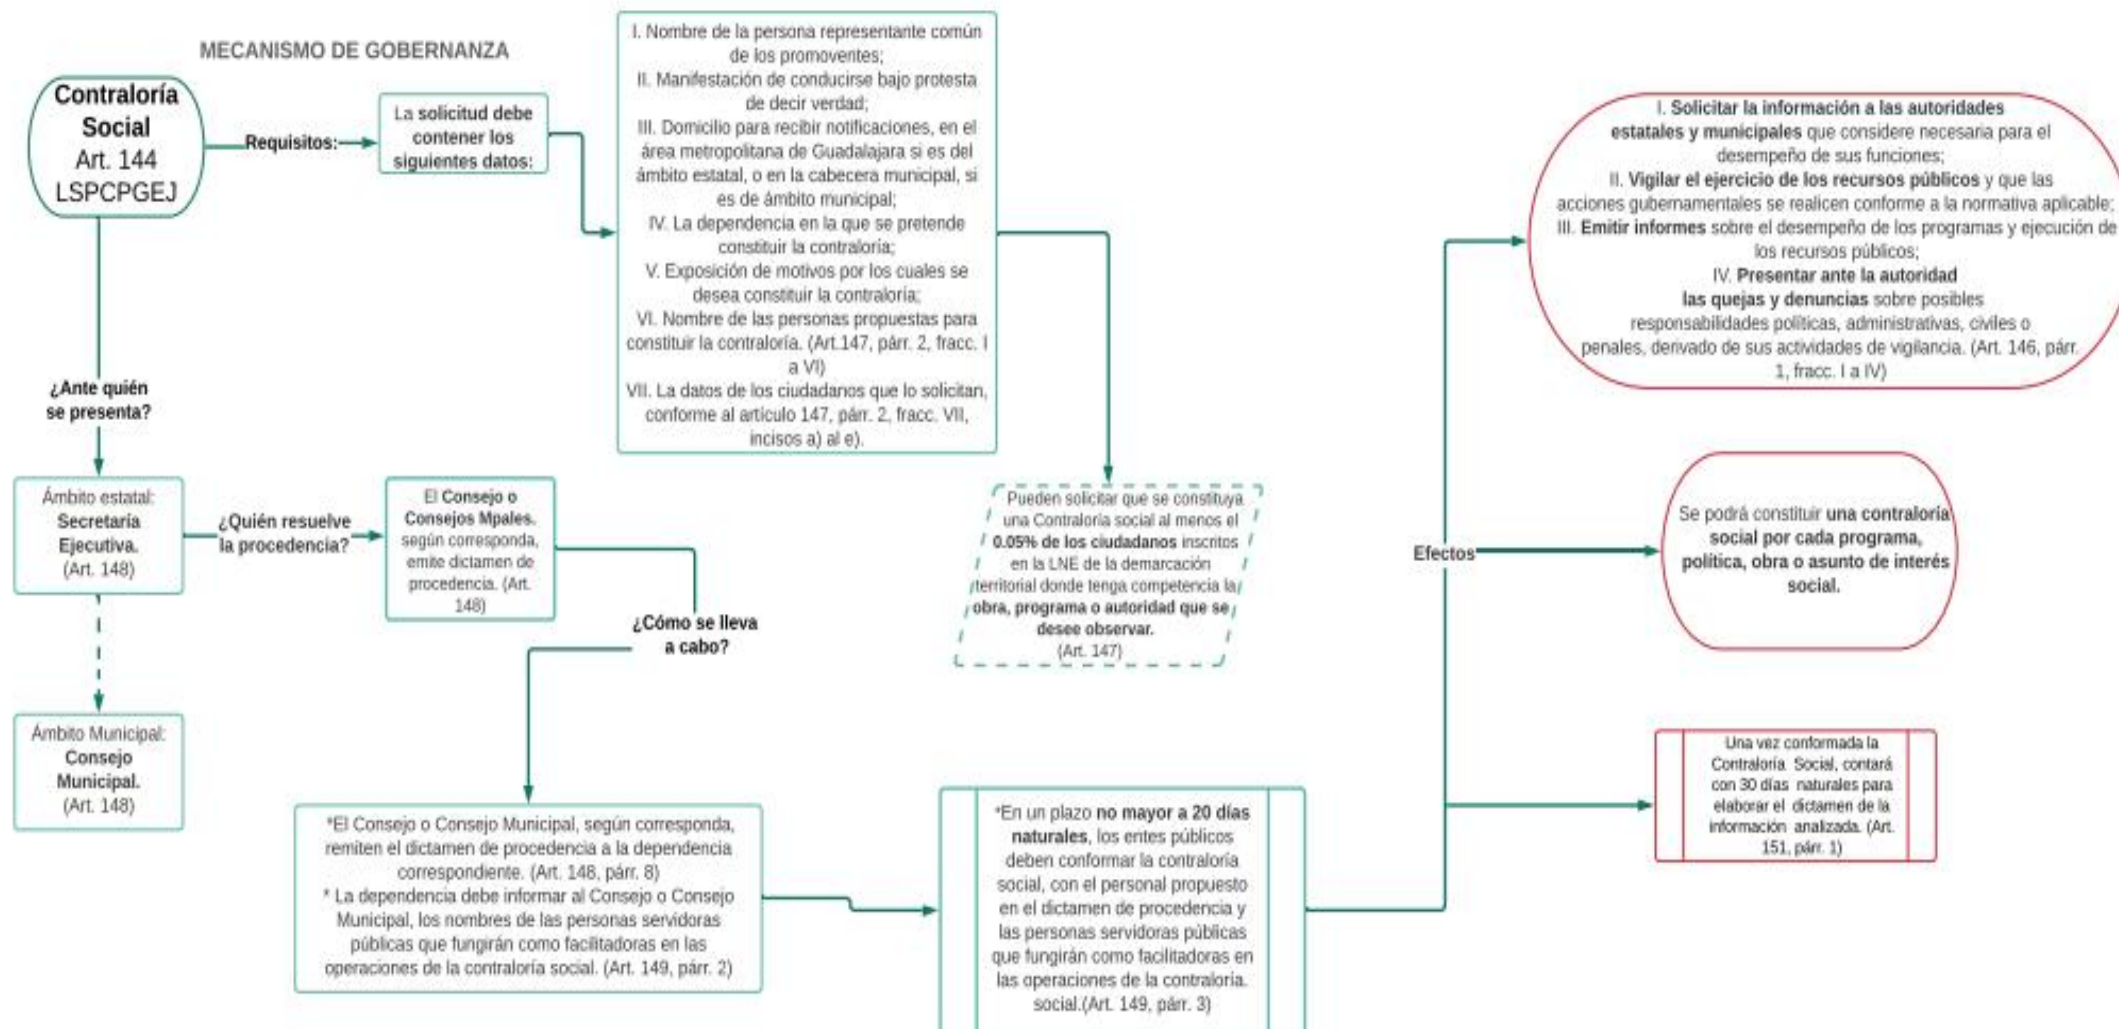 MECANISMO DE GOBERNANZA
Contraloría
Social
Art. 144
LSPCPGEJ
Requisitos:
La solicitud debe
contener los
siguientes datos:
I. Nombre de la persona representante común
de los promoventes;
II. Manifestación de conducirse bajo protesta
de decir verdad;
III. Domicilio para recibir notificaciones, en el
área metropolitana de Guadalajara si es del
ámbito estatal, o en la cabecera municipal, si
es de ámbito municipal;
IV. La dependencia en la que se pretende
constituir la contraloría;
V. Exposición de motivos por los cuales se
desea constituir la contraloría;
VI. Nombre de las personas propuestas para
constituir la contraloría. (Art.147, párr. 2, fracc. I
a VI)
VII. La datos de los ciudadanos que lo solicitan,
conforme al artículo 147, párr. 2, fracc. VII,
incisos a) al e).
Pueden solicitar que se constituya
una Contraloría social al menos el
0.05% de los ciudadanos inscritos
en la LNE de la demarcación
territorial donde tenga competencia la
obra, programa o autoridad que se
desee observar.
(Art. 147)
¿Ante quién
se presenta?
Ámbito estatal:
Secretaría
Ejecutiva.
(Art. 148)
Ámbito Municipal:
Consejo
Municipal.
(Art. 148)
¿Quién resuelve
la procedencia?
El Consejo o
Consejos Mpales.
según corresponda,
emite dictamen de
procedencia. (Art.
148)
¿Cómo se lleva
a cabo?
*El Consejo o Consejo Municipal, según corresponda,
remiten el dictamen de procedencia a la dependencia
correspondiente. (Art. 148, párr. 8)
* La dependencia debe informar al Consejo o Consejo
Municipal, los nombres de las personas servidoras
públicas que fungirán como facilitadoras en las
operaciones de la contraloría social. (Art. 149, párr. 2)
*En un plazo no mayor a 20 días
naturales, los entes públicos
deben conformar la contraloría
social, con el personal propuesto
en el dictamen de procedencia y
las personas servidoras públicas
que fungirán como facilitadoras en
las operaciones de la contraloría.
social.(Art. 149, párr. 3)
Efectos
I. Solicitar la información a las autoridades
estatales y municipales que considere necesaria para el
desempeño de sus funciones;
II. Vigilar el ejercicio de los recursos públicos y que las
acciones gubernamentales se realicen conforme a la normativa aplicable;
III. Emitir informes sobre el desempeño de los programas y ejecución de
los recursos públicos;
IV. Presentar ante la autoridad
las quejas y denuncias sobre posibles
responsabilidades políticas, administrativas, civiles o
penales, derivado de sus actividades de vigilancia. (Art. 146, párr.
1, fracc. I a IV)
Se podrá constituir una contraloría
social por cada programa,
política, obra o asunto de interés
social.
Una vez conformada la
Contraloría Social, contará
con 30 días naturales para
elaborar el dictamen de la
información analizada. (Art.
151, párr. 1)